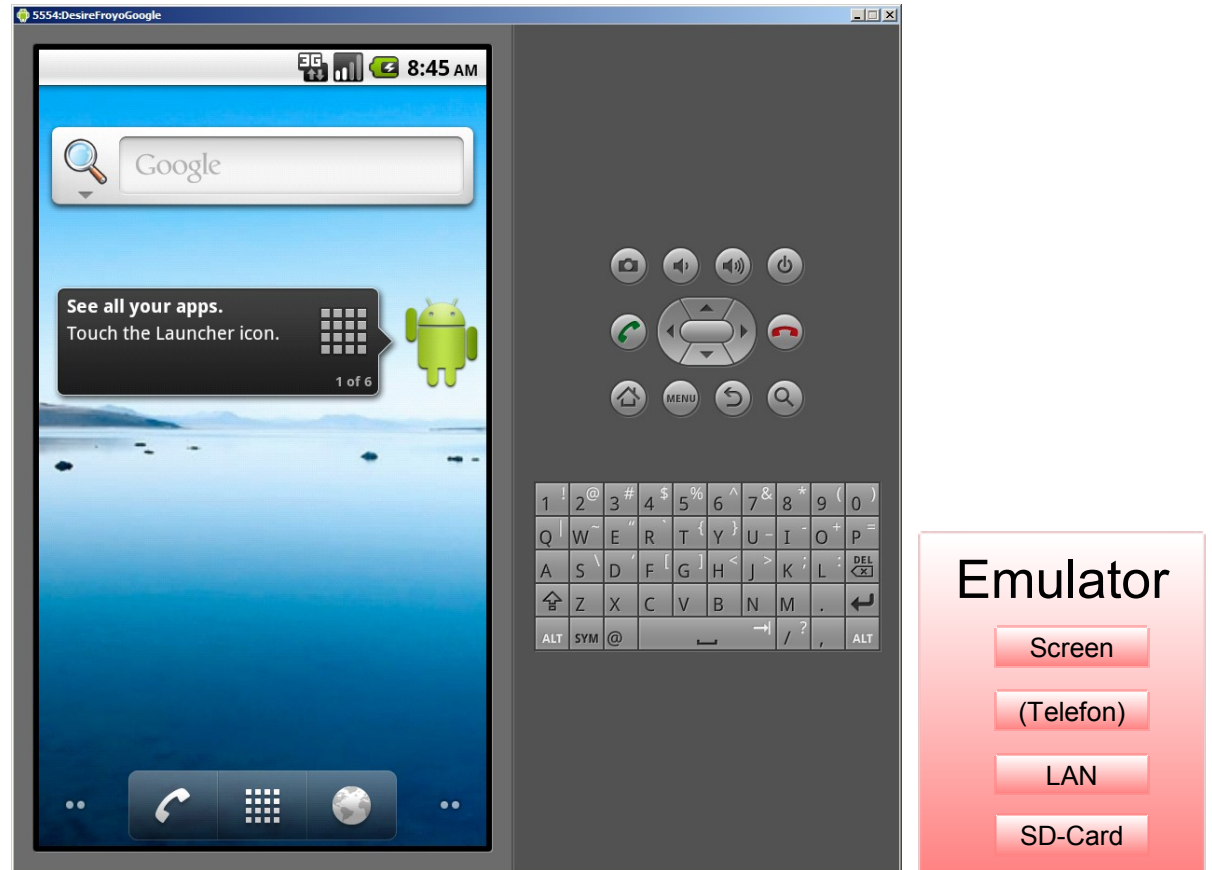 5554:DesireFroyoGoogle
3G
8:45 AM
Google
See all your apps.
Touch the Launcher icon.
1 of 6
MENU
1 ! 2 @ 3 # 4 $ 5 % 6 ^ 7 & 8 * 9 ( 0 )
Q | W ~ E " R ` T { Y } U _ I - O + P =
A S \ D ' F [ G ] H < J > K ; L : DEL
Z X C V B N M .
ALT SYM @ / ? , ALT
Emulator
Screen
(Telefon)
LAN
SD-Card